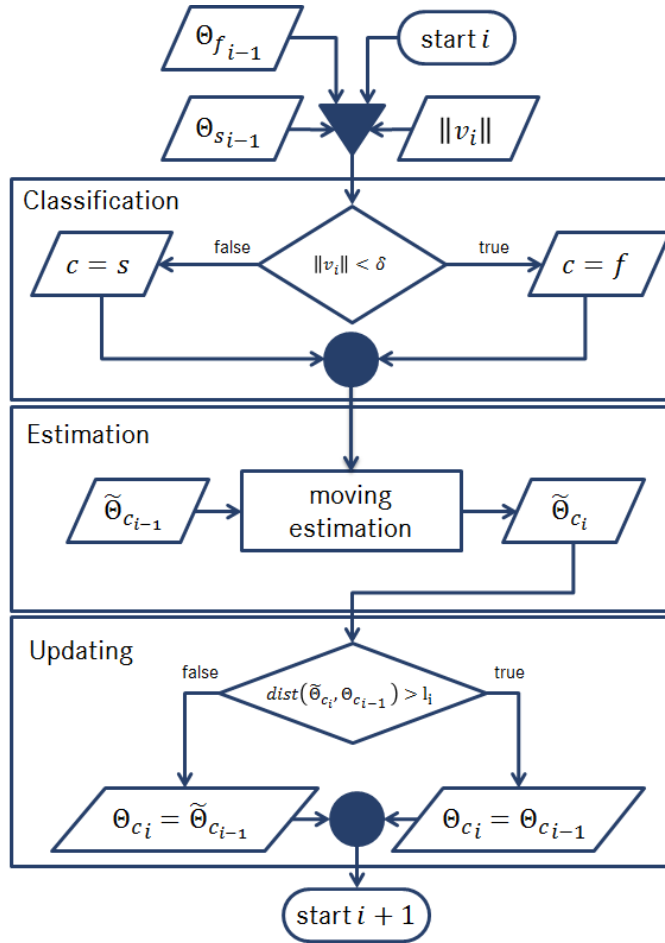 Θ_{f_{i−1}}
start i
Θ_{s_{i−1}}
‖v_i‖
Classification
false
true
c = s
‖v_i‖ < δ
c = f
Estimation
Θ̃_{c_{i−1}}
moving
estimation
Θ̃_{c_i}
Updating
false
true
dist(Θ̃_{c_i}, Θ_{c_{i−1}}) > l_i
Θ_{c_i} = Θ̃_{c_{i−1}}
Θ_{c_i} = Θ_{c_{i−1}}
start i + 1